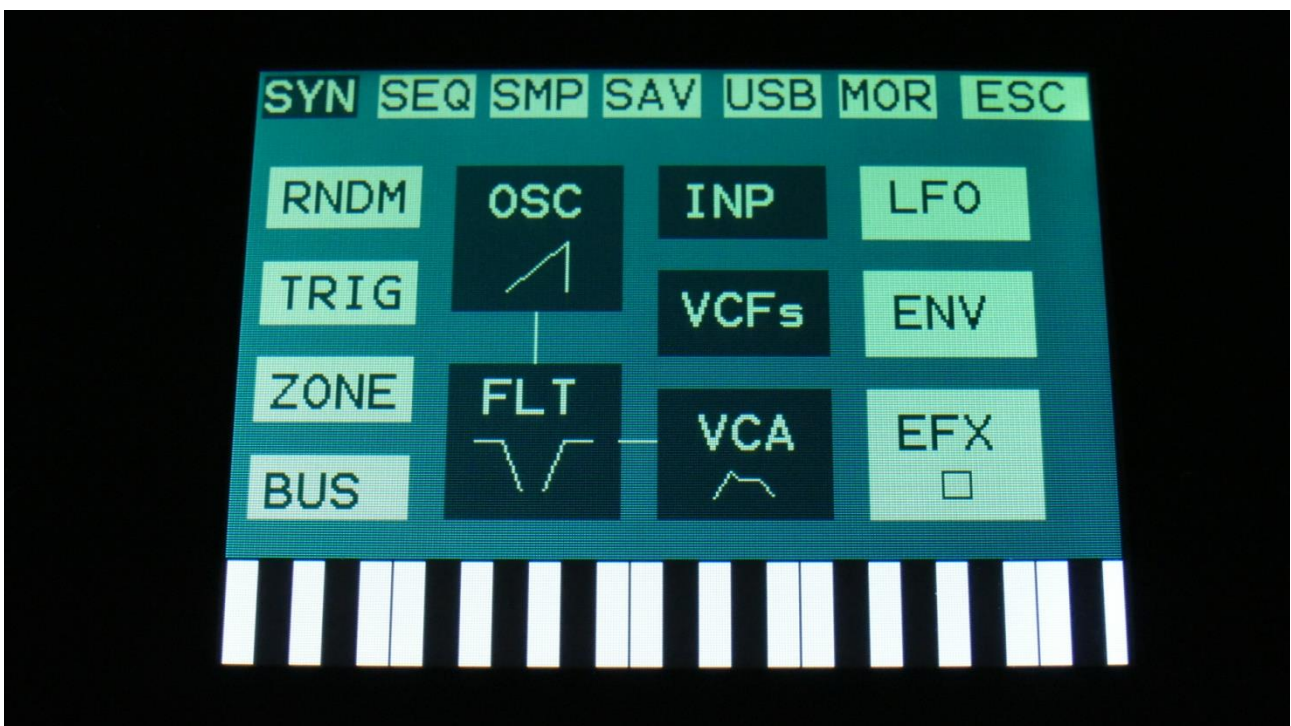 SYN SEQ SMP SAV USB MOR ESC
RNDM OSC INP LFO
TRIG VCFs ENV
ZONE FLT VCA EFX
BUS